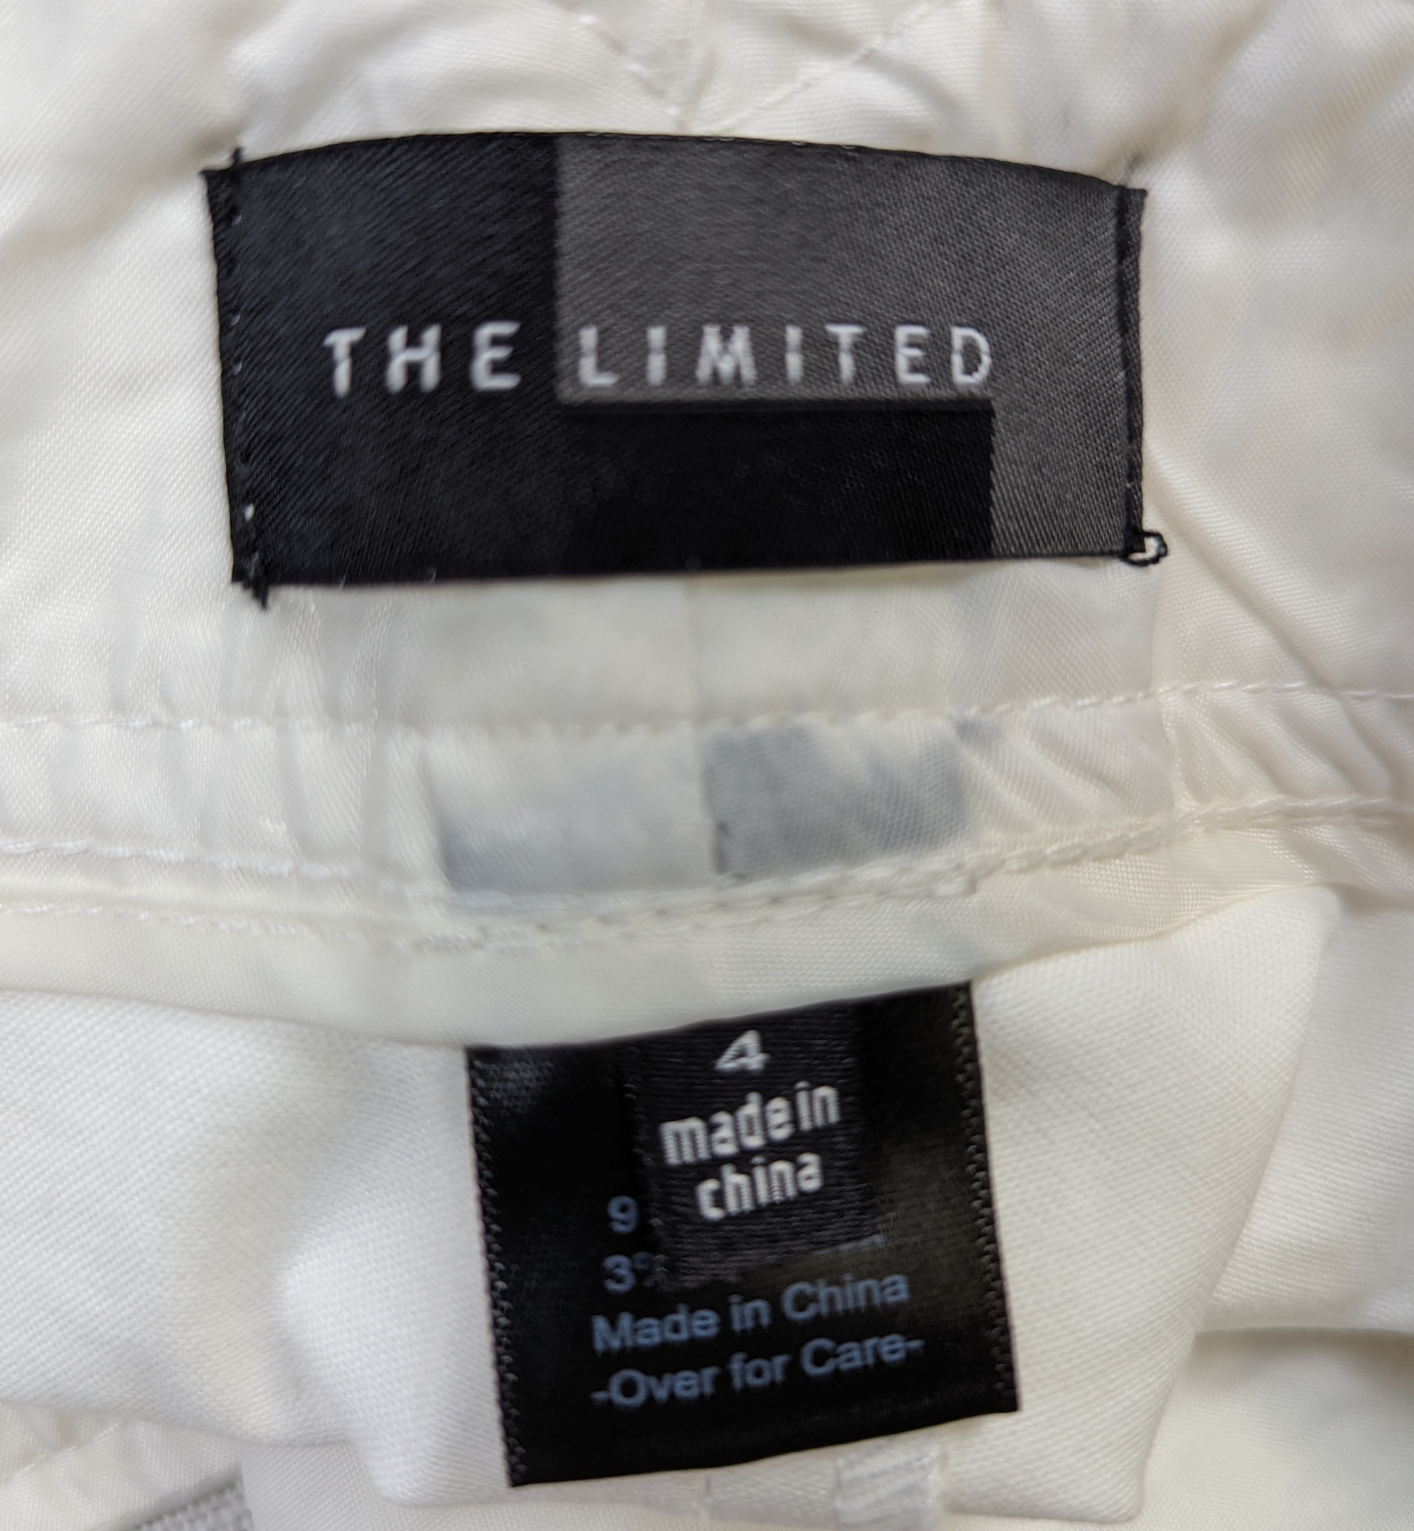 THE LIMITED
4
made in
china
9
3%
Made in China
-Over for Care-